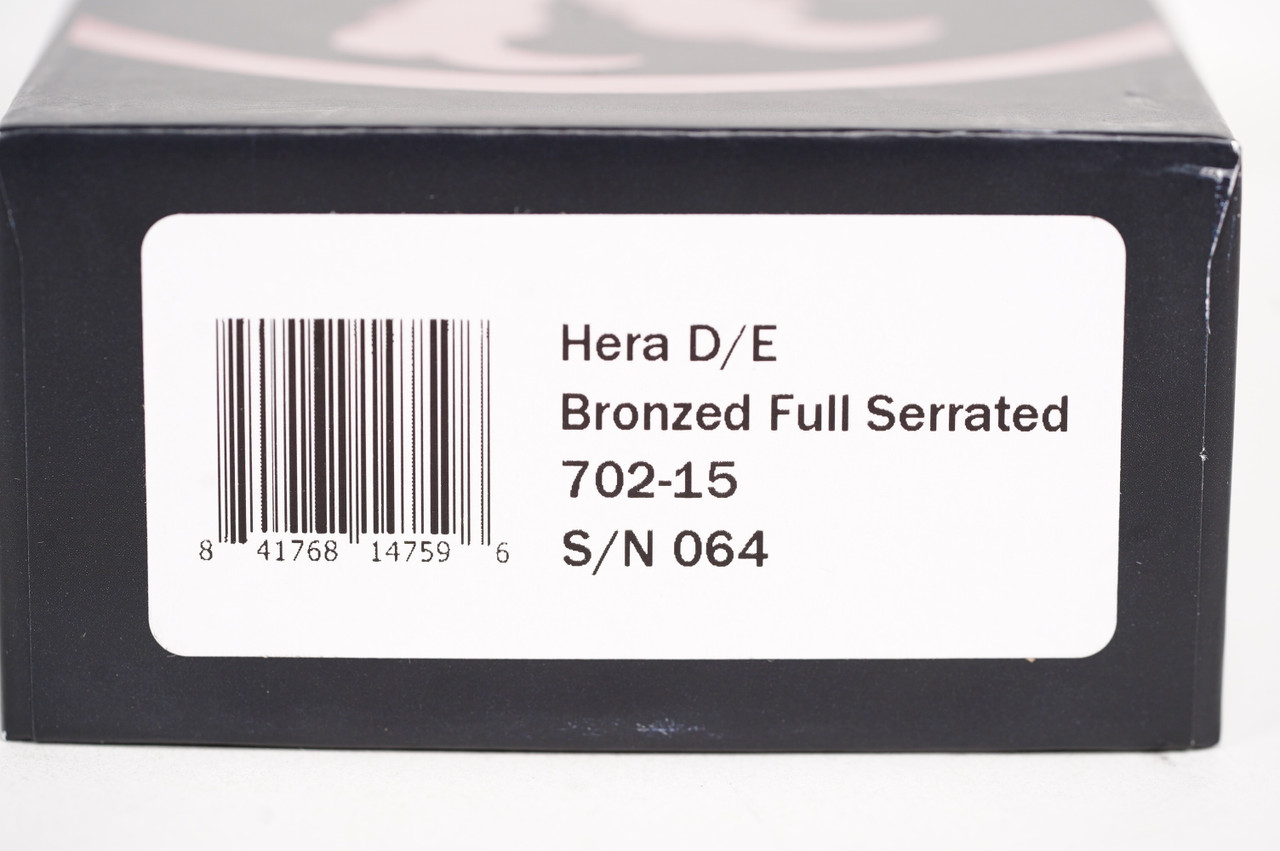 Hera D/E
Bronzed Full Serrated
702-15
S/N 064
8 41768 14759 6